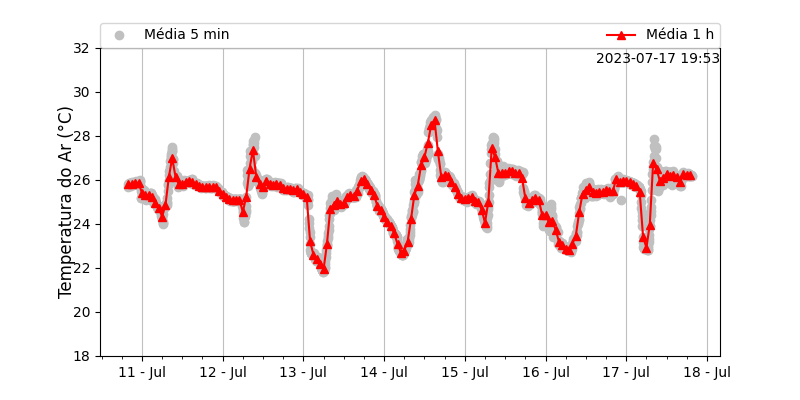 Média 5 min
Média 1 h
2023-07-17 19:53
Temperatura do Ar (°C)
32
30
28
26
24
22
20
18
11 - Jul
12 - Jul
13 - Jul
14 - Jul
15 - Jul
16 - Jul
17 - Jul
18 - Jul